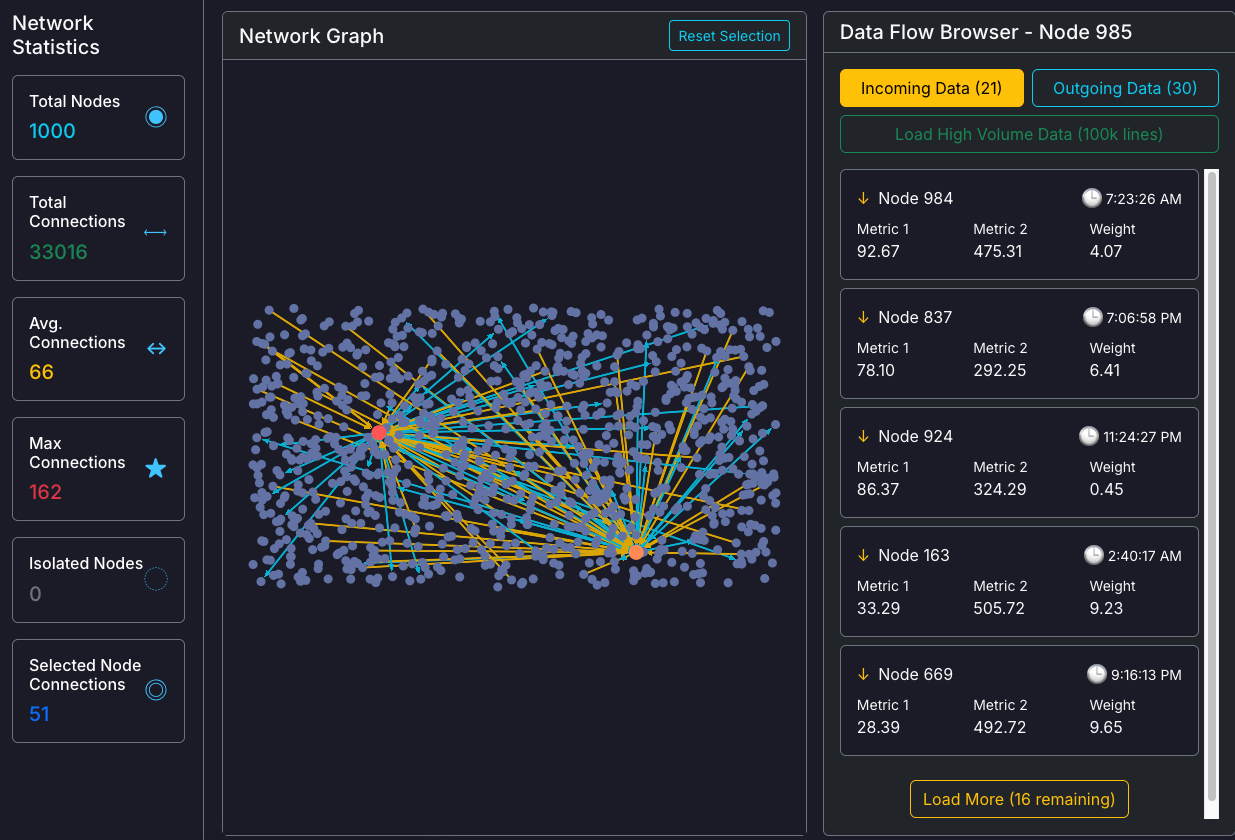 Network
Statistics
Total Nodes
1000
Total
Connections
33016
Avg.
Connections
66
Max
Connections
162
Isolated Nodes
0
Selected Node
Connections
51
Network Graph
Reset Selection
Data Flow Browser - Node 985
Incoming Data (21)
Outgoing Data (30)
Load High Volume Data (100k lines)
↓ Node 984 🕒 7:23:26 AM
Metric 1 Metric 2 Weight
92.67 475.31 4.07
↓ Node 837 🕒 7:06:58 PM
Metric 1 Metric 2 Weight
78.10 292.25 6.41
↓ Node 924 🕒 11:24:27 PM
Metric 1 Metric 2 Weight
86.37 324.29 0.45
↓ Node 163 🕒 2:40:17 AM
Metric 1 Metric 2 Weight
33.29 505.72 9.23
↓ Node 669 🕒 9:16:13 PM
Metric 1 Metric 2 Weight
28.39 492.72 9.65
Load More (16 remaining)